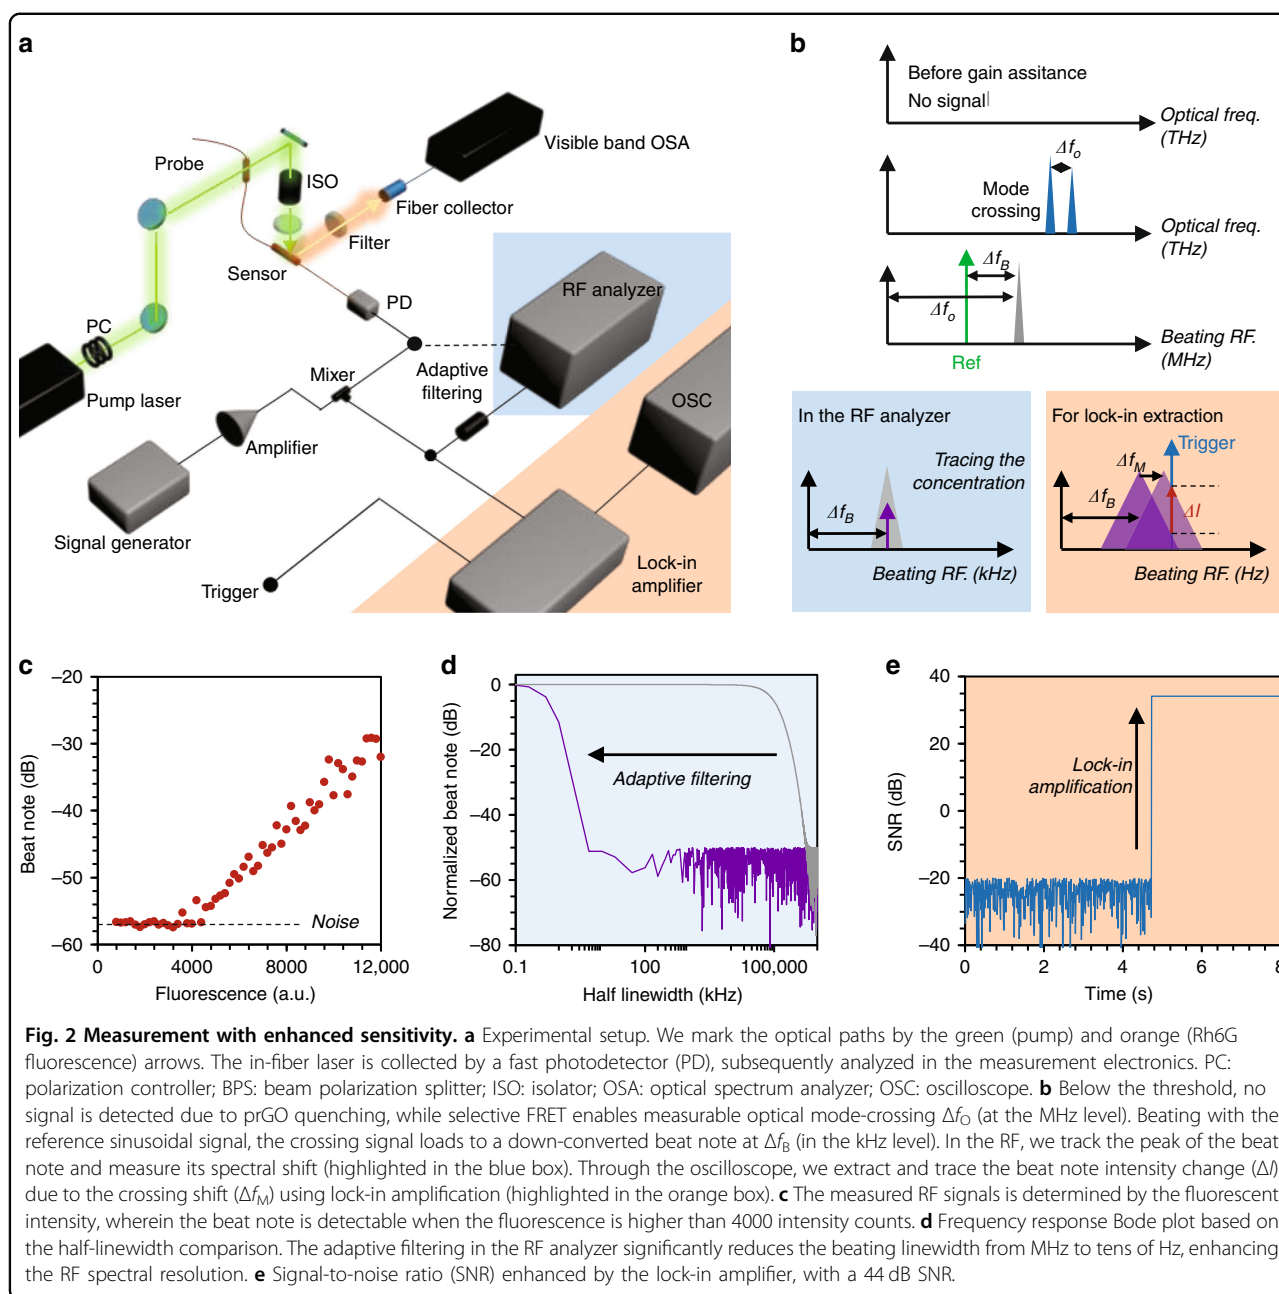 a
Visible band OSA
Probe
ISO
Fiber collector
Filter
Sensor
RF analyzer
PD
PC
Adaptive
filtering
Mixer
Pump laser
OSC
Amplifier
Signal generator
Lock-in
amplifier
Trigger
b
Before gain assitance
No signal
Optical freq.
(THz)
Δfo
Mode
crossing
Optical freq.
(THz)
ΔfB
Δfo
Beating RF.
(MHz)
Ref
In the RF analyzer
Tracing the
concentration
ΔfB
Beating RF. (kHz)
For lock-in extraction
Trigger
ΔfM
ΔfB
ΔI
Beating RF. (Hz)
c
−20
−30
−40
−50
−60
Beat note (dB)
Noise
0 4000 8000 12,000
Fluorescence (a.u.)
d
0
−20
−40
−60
−80
Normalized beat note (dB)
Adaptive filtering
0.1 100,000
Half linewidth (kHz)
e
40
20
0
−20
−40
SNR (dB)
Lock-in
amplification
0 2 4 6 8
Time (s)
Fig. 2 Measurement with enhanced sensitivity. a Experimental setup. We mark the optical paths by the green (pump) and orange (Rh6G
fluorescence) arrows. The in-fiber laser is collected by a fast photodetector (PD), subsequently analyzed in the measurement electronics. PC:
polarization controller; BPS: beam polarization splitter; ISO: isolator; OSA: optical spectrum analyzer; OSC: oscilloscope. b Below the threshold, no
signal is detected due to prGO quenching, while selective FRET enables measurable optical mode-crossing ΔfO (at the MHz level). Beating with the
reference sinusoidal signal, the crossing signal loads to a down-converted beat note at ΔfB (in the kHz level). In the RF, we track the peak of the beat
note and measure its spectral shift (highlighted in the blue box). Through the oscilloscope, we extract and trace the beat note intensity change (ΔI)
due to the crossing shift (ΔfM) using lock-in amplification (highlighted in the orange box). c The measured RF signals is determined by the fluorescent
intensity, wherein the beat note is detectable when the fluorescence is higher than 4000 intensity counts. d Frequency response Bode plot based on
the half-linewidth comparison. The adaptive filtering in the RF analyzer significantly reduces the beating linewidth from MHz to tens of Hz, enhancing
the RF spectral resolution. e Signal-to-noise ratio (SNR) enhanced by the lock-in amplifier, with a 44 dB SNR.